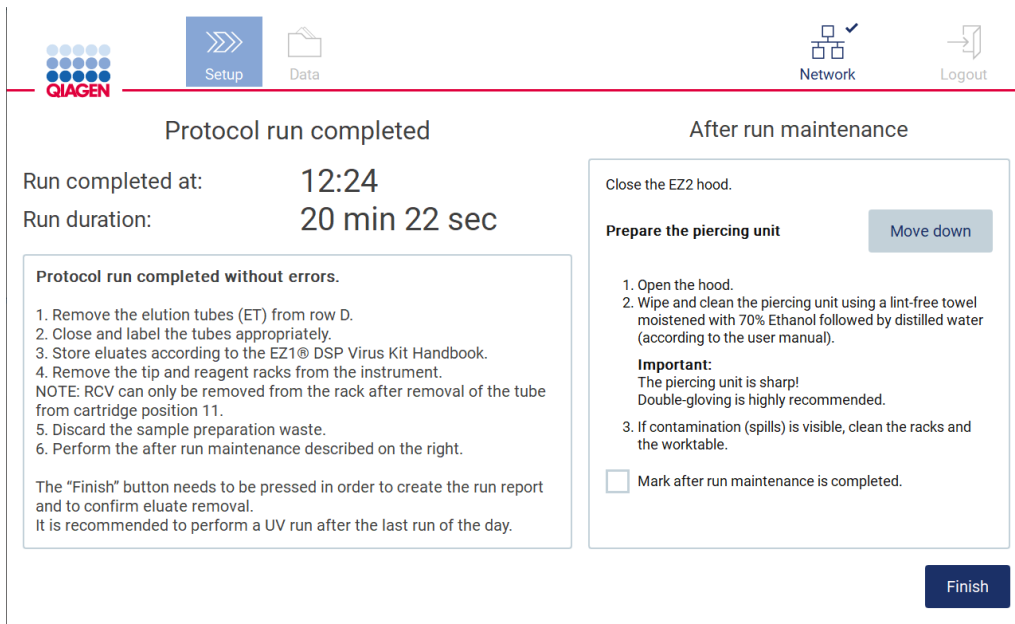 QIAGEN
Setup
Data
Network
Logout
Protocol run completed
Run completed at:
12:24
Run duration:
20 min 22 sec
Protocol run completed without errors.
1. Remove the elution tubes (ET) from row D.
2. Close and label the tubes appropriately.
3. Store eluates according to the EZ1® DSP Virus Kit Handbook.
4. Remove the tip and reagent racks from the instrument.
NOTE: RCV can only be removed from the rack after removal of the tube
from cartridge position 11.
5. Discard the sample preparation waste.
6. Perform the after run maintenance described on the right.
The “Finish” button needs to be pressed in order to create the run report
and to confirm eluate removal.
It is recommended to perform a UV run after the last run of the day.
After run maintenance
Close the EZ2 hood.
Prepare the piercing unit
Move down
1. Open the hood.
2. Wipe and clean the piercing unit using a lint-free towel
moistened with 70% Ethanol followed by distilled water
(according to the user manual).
Important:
The piercing unit is sharp!
Double-gloving is highly recommended.
3. If contamination (spills) is visible, clean the racks and
the worktable.
Mark after run maintenance is completed.
Finish